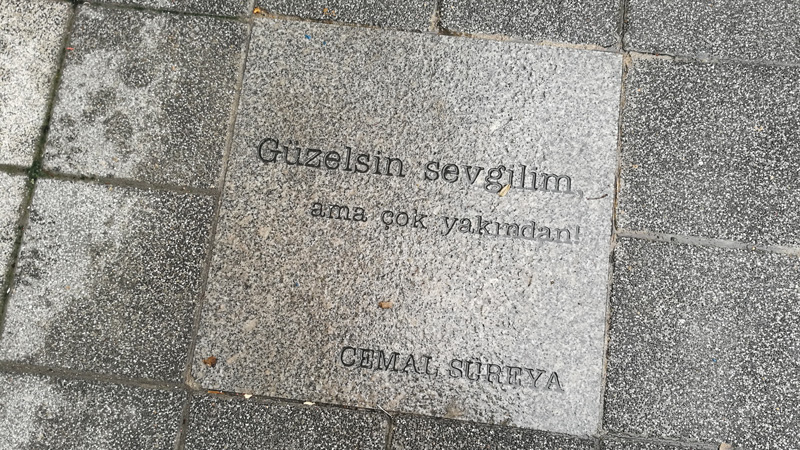 Güzelsin sevgilim,
ama çok yakından!
CEMAL SÜREYA